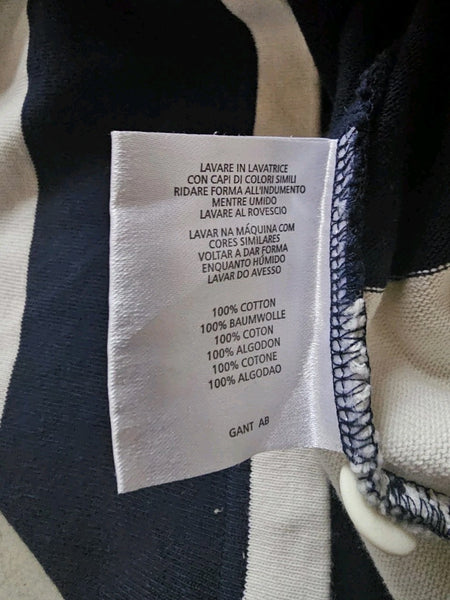 LAVARE IN LAVATRICE
CON CAPI DI COLORI SIMILI
RIDARE FORMA ALL'INDUMENTO
MENTRE UMIDO
LAVARE AL ROVESCIO
LAVAR NA MÁQUINA COM
CORES SIMILARES
VOLTAR A DAR FORMA
ENQUANTO HÚMIDO
LAVAR DO AVESSO
100% COTTON
100% BAUMWOLLE
100% COTON
100% ALGODON
100% COTONE
100% ALGODAO
GANT AB